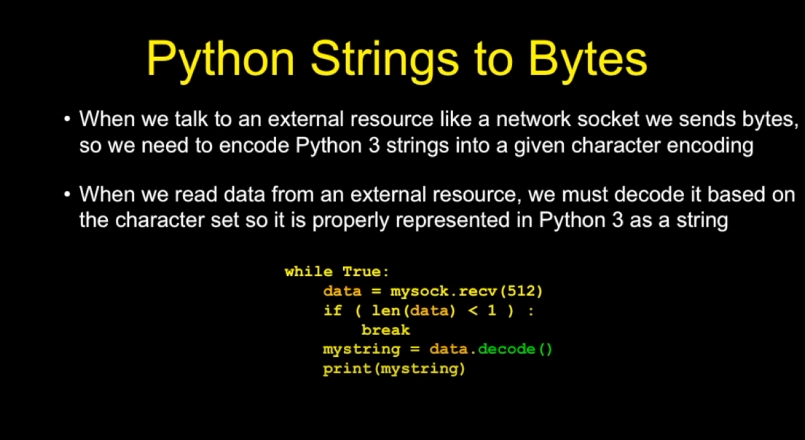 Python Strings to Bytes
• When we talk to an external resource like a network socket we sends bytes,
so we need to encode Python 3 strings into a given character encoding
• When we read data from an external resource, we must decode it based on
the character set so it is properly represented in Python 3 as a string
while True:
    data = mysock.recv(512)
    if ( len(data) < 1 ) :
        break
    mystring = data.decode()
    print(mystring)